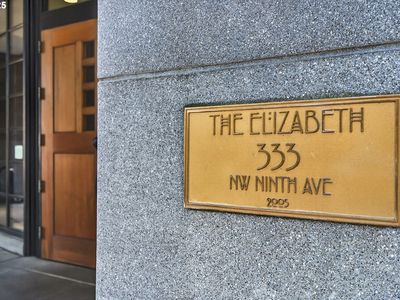 THE ELIZABETH
333
NW NINTH AVE
2005